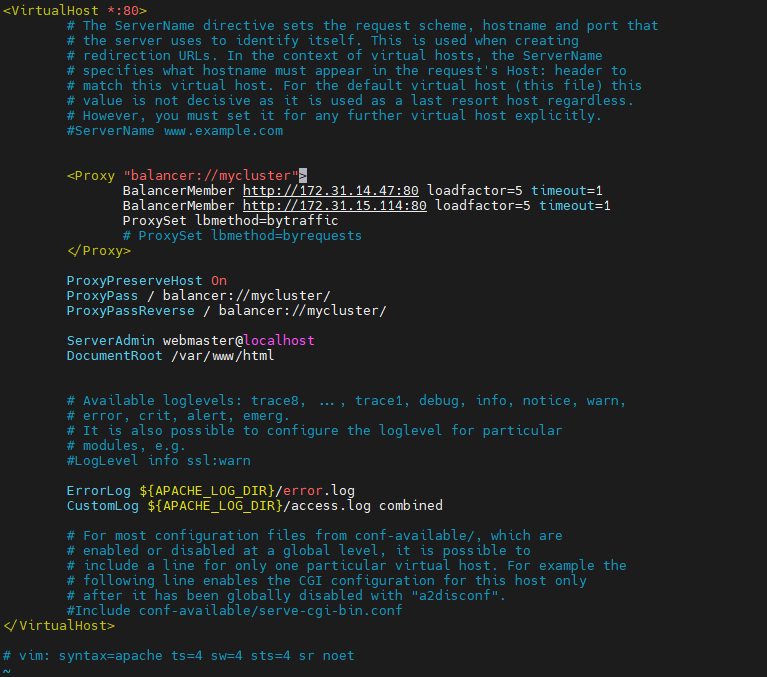 <VirtualHost *:80>
# The ServerName directive sets the request scheme, hostname and port that
# the server uses to identify itself. This is used when creating
# redirection URLs. In the context of virtual hosts, the ServerName
# specifies what hostname must appear in the request's Host: header to
# match this virtual host. For the default virtual host (this file) this
# value is not decisive as it is used as a last resort host regardless.
# However, you must set it for any further virtual host explicitly.
#ServerName www.example.com
<Proxy "balancer://mycluster">
BalancerMember http://172.31.14.47:80 loadfactor=5 timeout=1
BalancerMember http://172.31.15.114:80 loadfactor=5 timeout=1
ProxySet lbmethod=bytraffic
# ProxySet lbmethod=byrequests
</Proxy>
ProxyPreserveHost On
ProxyPass / balancer://mycluster/
ProxyPassReverse / balancer://mycluster/
ServerAdmin webmaster@localhost
DocumentRoot /var/www/html
# Available loglevels: trace8, ..., trace1, debug, info, notice, warn,
# error, crit, alert, emerg.
# It is also possible to configure the loglevel for particular
# modules, e.g.
#LogLevel info ssl:warn
ErrorLog ${APACHE_LOG_DIR}/error.log
CustomLog ${APACHE_LOG_DIR}/access.log combined
# For most configuration files from conf-available/, which are
# enabled or disabled at a global level, it is possible to
# include a line for only one particular virtual host. For example the
# following line enables the CGI configuration for this host only
# after it has been globally disabled with "a2disconf".
#Include conf-available/serve-cgi-bin.conf
</VirtualHost>
# vim: syntax=apache ts=4 sw=4 sts=4 sr noet
~